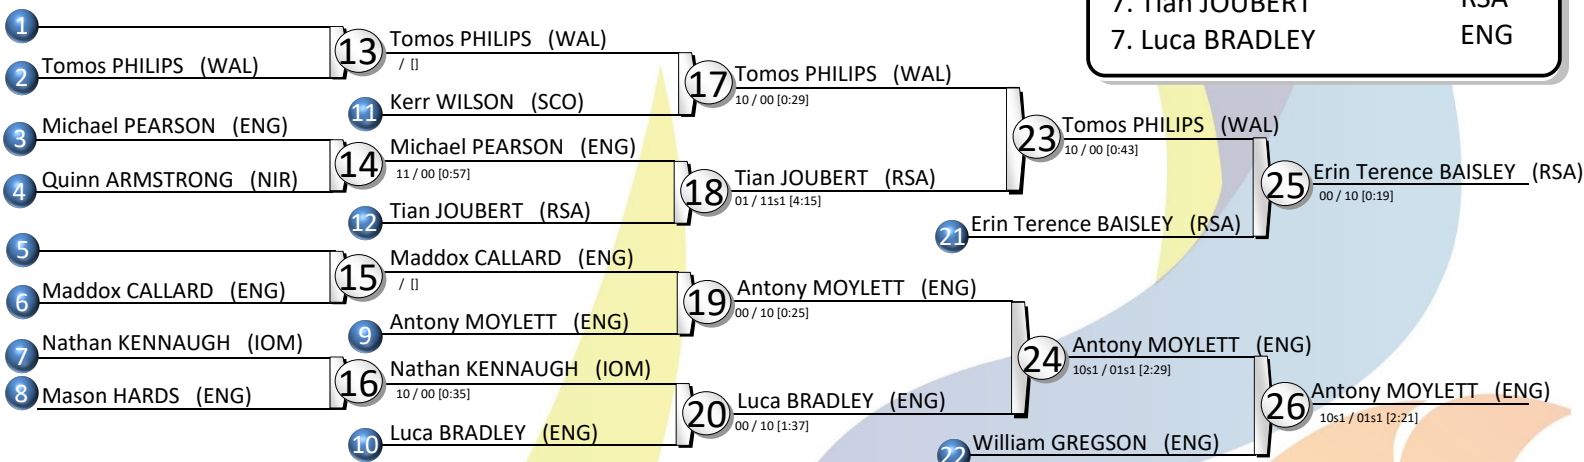 7. Tian JOUBERT RSA
7. Luca BRADLEY ENG
1
2 Tomos PHILIPS (WAL)
13 Tomos PHILIPS (WAL)
/ []
11 Kerr WILSON (SCO)
17 Tomos PHILIPS (WAL)
10 / 00 [0:29]
3 Michael PEARSON (ENG)
4 Quinn ARMSTRONG (NIR)
14 Michael PEARSON (ENG)
11 / 00 [0:57]
12 Tian JOUBERT (RSA)
18 Tian JOUBERT (RSA)
01 / 11s1 [4:15]
23 Tomos PHILIPS (WAL)
10 / 00 [0:43]
21 Erin Terence BAISLEY (RSA)
25 Erin Terence BAISLEY (RSA)
00 / 10 [0:19]
5
6 Maddox CALLARD (ENG)
15 Maddox CALLARD (ENG)
/ []
9 Antony MOYLETT (ENG)
19 Antony MOYLETT (ENG)
00 / 10 [0:25]
7 Nathan KENNAUGH (IOM)
8 Mason HARDS (ENG)
16 Nathan KENNAUGH (IOM)
10 / 00 [0:35]
10 Luca BRADLEY (ENG)
20 Luca BRADLEY (ENG)
00 / 10 [1:37]
24 Antony MOYLETT (ENG)
10s1 / 01s1 [2:29]
22 William GREGSON (ENG)
26 Antony MOYLETT (ENG)
10s1 / 01s1 [2:21]